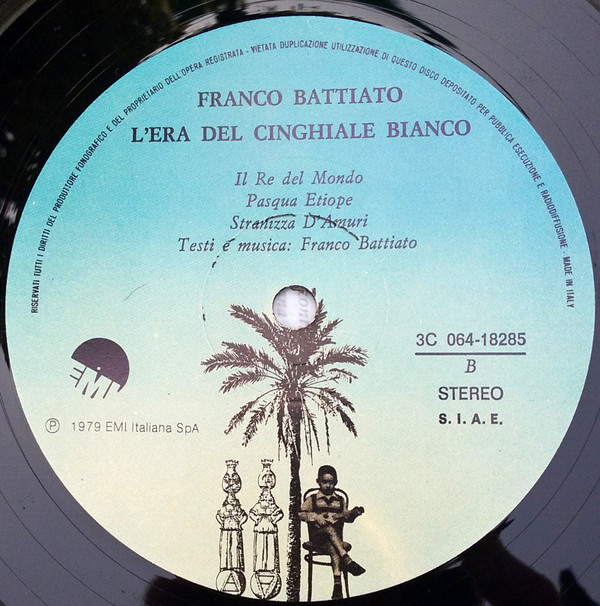 RISERVATI TUTTI I DIRITTI DEL PRODUTTORE FONOGRAFICO E DEL PROPRIETARIO DELL'OPERA REGISTRATA - VIETATA DUPLICAZIONE UTILIZZAZIONE DI QUESTO DISCO DEPOSITATO PER PUBBLICA ESECUZIONE E RADIODIFFUSIONE - MADE IN ITALY
FRANCO BATTIATO
L'ERA DEL CINGHIALE BIANCO
Il Re del Mondo
Pasqua Etiope
Stranizza D'Amuri
Testi e musica: Franco Battiato
3C 064-18285
B
STEREO
S. I. A. E.
EMI
Ⓟ 1979 EMI Italiana SpA